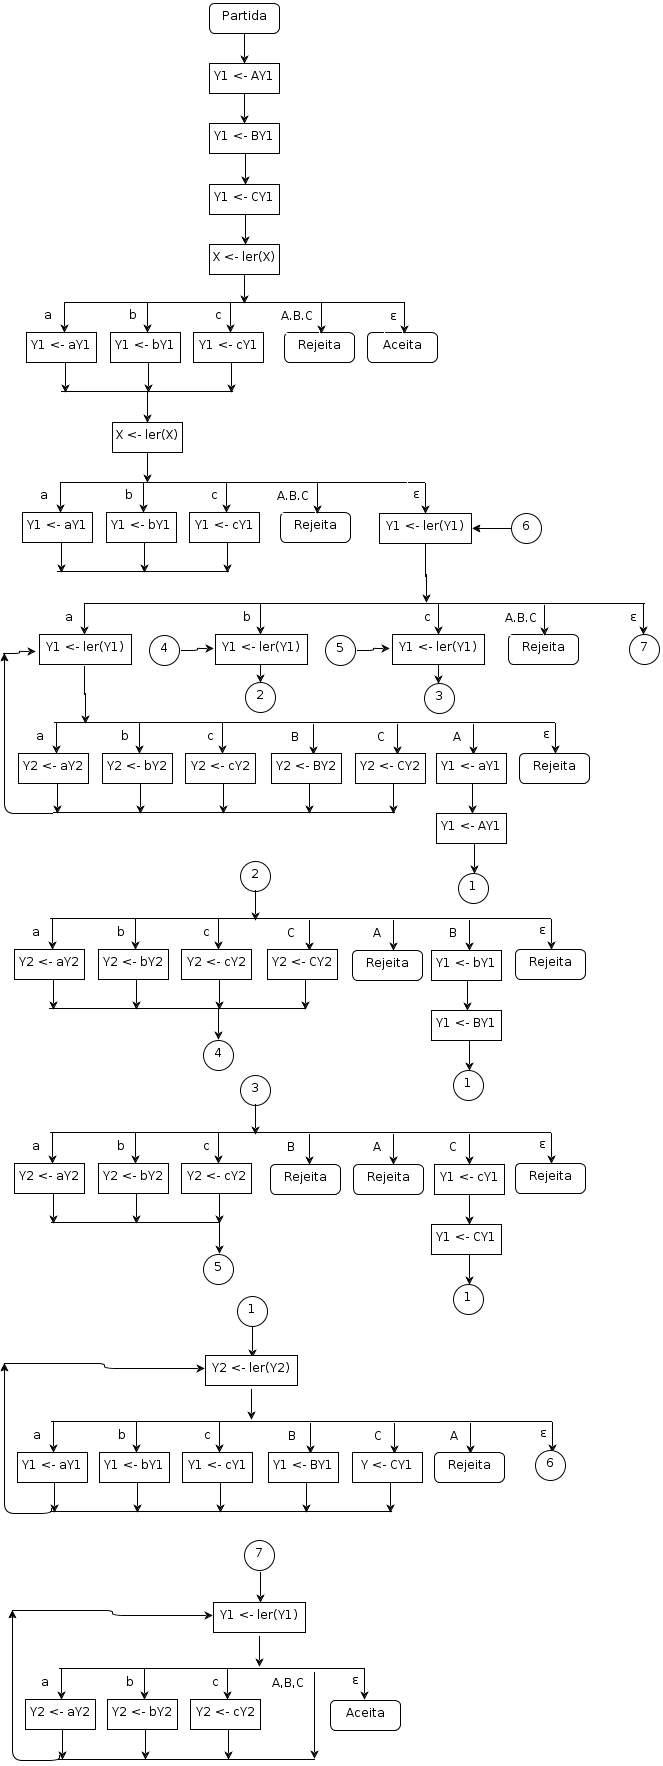 Partida
Y1 <- AY1
Y1 <- BY1
Y1 <- CY1
X <- ler(X)
a b c A.B.C ε
Y1 <- aY1 Y1 <- bY1 Y1 <- cY1 Rejeita Aceita
X <- ler(X)
a b c A.B.C ε
Y1 <- aY1 Y1 <- bY1 Y1 <- cY1 Rejeita Y1 <- ler(Y1) 6
a b c A.B.C ε
Y1 <- ler(Y1) 4 Y1 <- ler(Y1) 5 Y1 <- ler(Y1) Rejeita 7
2 3
a b c B C A ε
Y2 <- aY2 Y2 <- bY2 Y2 <- cY2 Y2 <- BY2 Y2 <- CY2 Y1 <- aY1 Rejeita
Y1 <- AY1
1
2
a b c C A B ε
Y2 <- aY2 Y2 <- bY2 Y2 <- cY2 Y2 <- CY2 Rejeita Y1 <- bY1 Rejeita
Y1 <- BY1
4
1
3
a b c B A C ε
Y2 <- aY2 Y2 <- bY2 Y2 <- cY2 Rejeita Rejeita Y1 <- cY1 Rejeita
Y1 <- CY1
5
1
1
Y2 <- ler(Y2)
a b c B C A ε
Y1 <- aY1 Y1 <- bY1 Y1 <- cY1 Y1 <- BY1 Y <- CY1 Rejeita 6
7
Y1 <- ler(Y1)
a b c A,B,C ε
Y2 <- aY2 Y2 <- bY2 Y2 <- cY2 Aceita